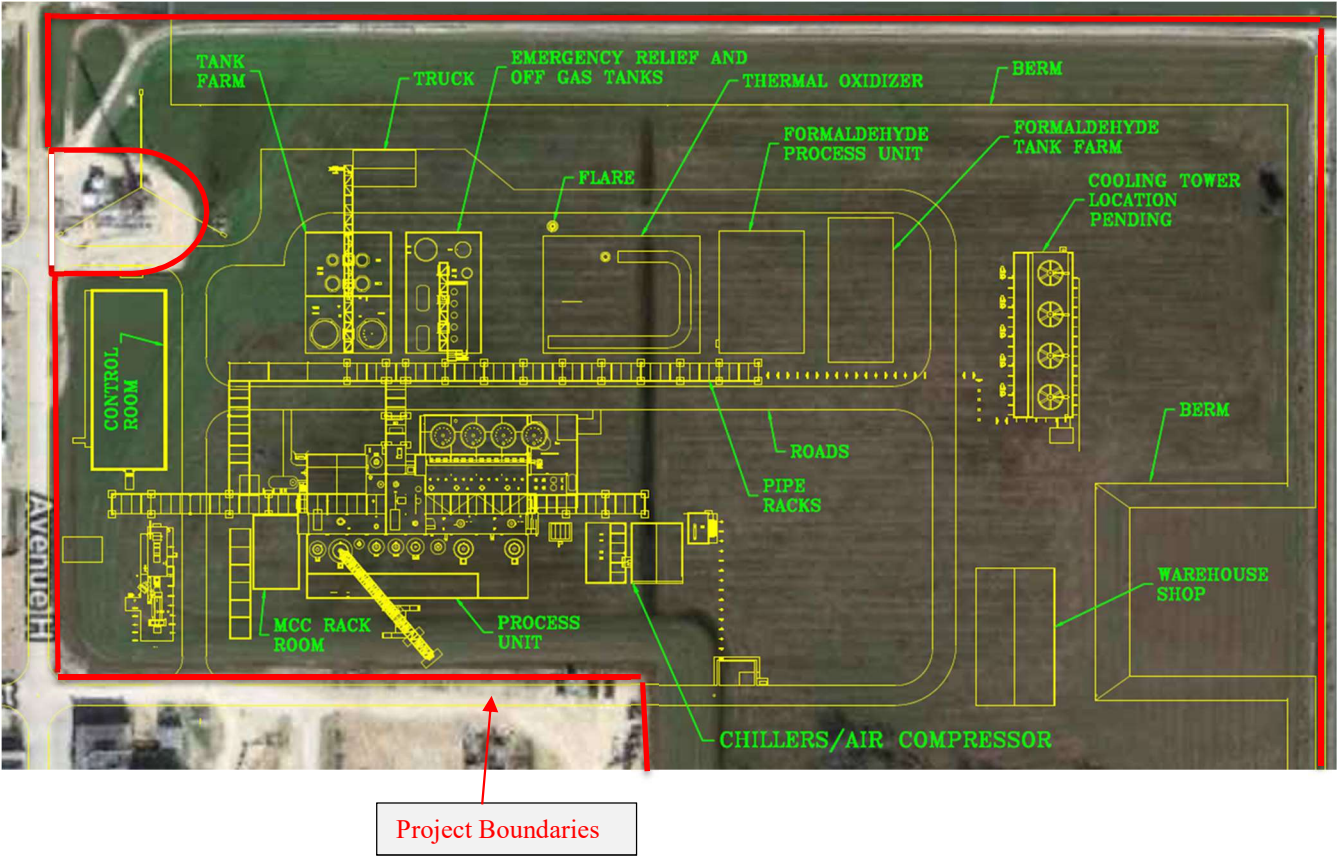 TANK
FARM
TRUCK
EMERGENCY RELIEF AND
OFF GAS TANKS
THERMAL OXIDIZER
BERM
FORMALDEHYDE
PROCESS UNIT
FORMALDEHYDE
TANK FARM
FLARE
COOLING TOWER
LOCATION
PENDING
CONTROL
ROOM
BERM
ROADS
PIPE
RACKS
Avenue H
WAREHOUSE
SHOP
MCC RACK
ROOM
PROCESS
UNIT
CHILLERS/AIR COMPRESSOR
Project Boundaries